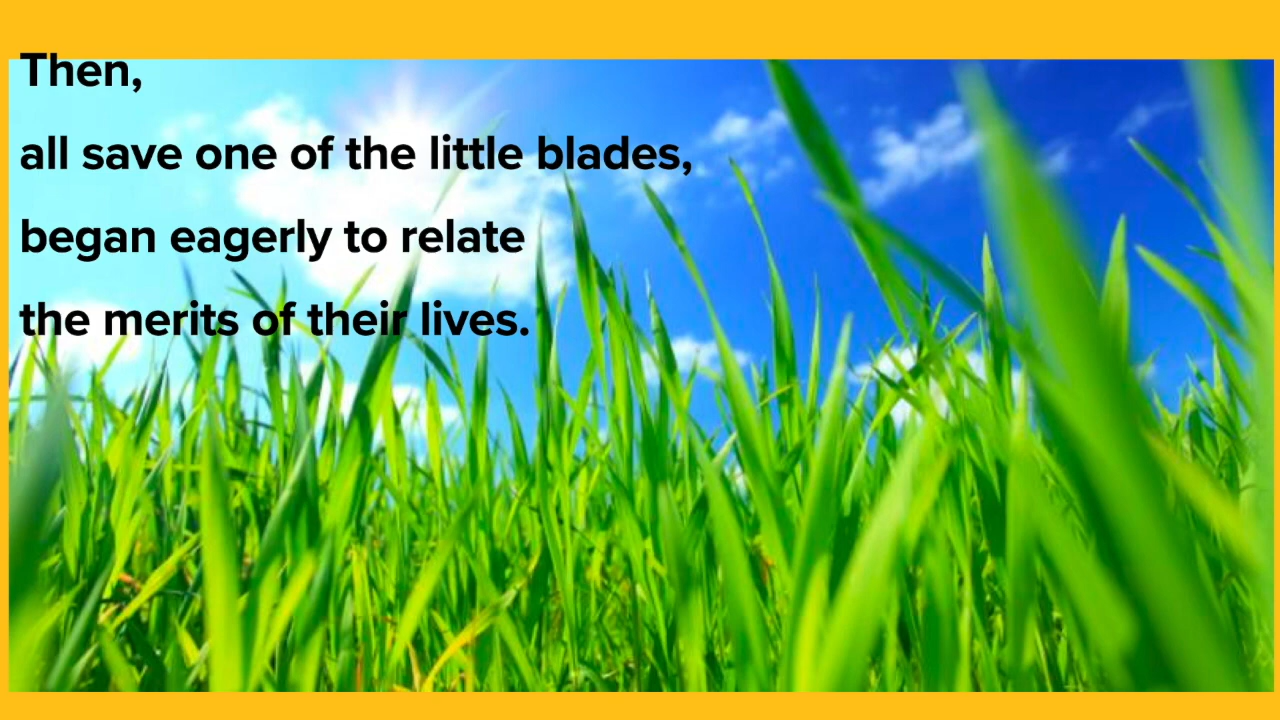 Then,
all save one of the little blades,
began eagerly to relate
the merits of their lives.